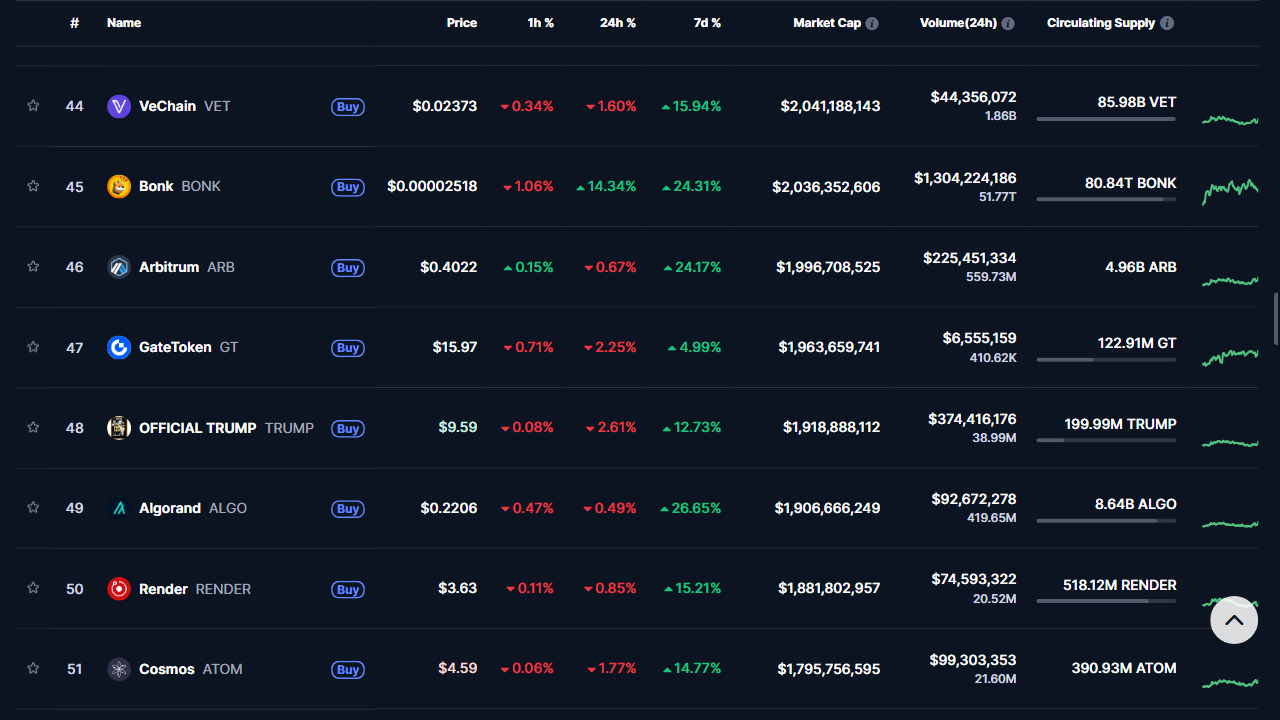 # Name Price 1h % 24h % 7d % Market Cap Volume(24h) Circulating Supply
44 VeChain VET Buy $0.02373 0.34% 1.60% 15.94% $2,041,188,143 $44,356,072 85.98B VET
1.86B
45 Bonk BONK Buy $0.00002518 1.06% 14.34% 24.31% $2,036,352,606 $1,304,224,186 80.84T BONK
51.77T
46 Arbitrum ARB Buy $0.4022 0.15% 0.67% 24.17% $1,996,708,525 $225,451,334 4.96B ARB
559.73M
47 GateToken GT Buy $15.97 0.71% 2.25% 4.99% $1,963,659,741 $6,555,159 122.91M GT
410.62K
48 OFFICIAL TRUMP TRUMP Buy $9.59 0.08% 2.61% 12.73% $1,918,888,112 $374,416,176 199.99M TRUMP
38.99M
49 Algorand ALGO Buy $0.2206 0.47% 0.49% 26.65% $1,906,666,249 $92,672,278 8.64B ALGO
419.65M
50 Render RENDER Buy $3.63 0.11% 0.85% 15.21% $1,881,802,957 $74,593,322 518.12M RENDER
20.52M
51 Cosmos ATOM Buy $4.59 0.06% 1.77% 14.77% $1,795,756,595 $99,303,353 390.93M ATOM
21.60M